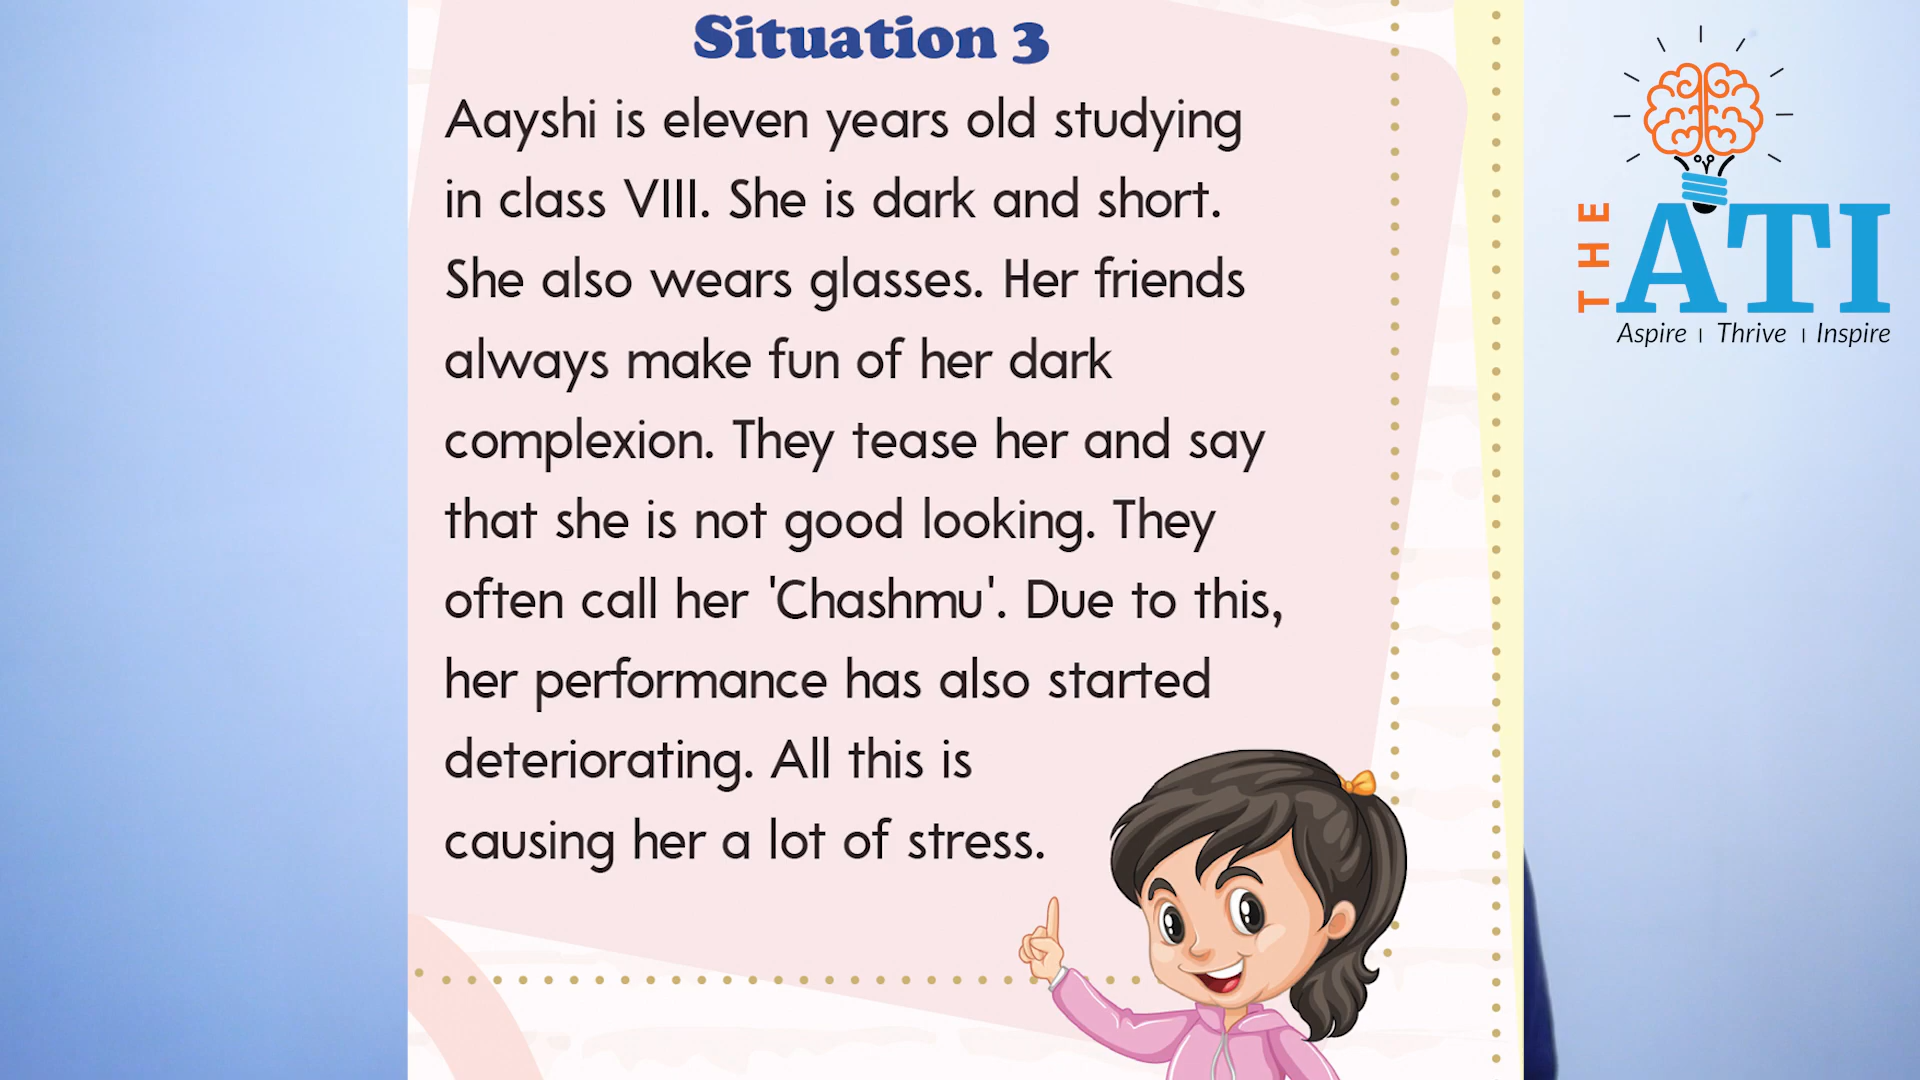 Situation 3
Aayshi is eleven years old studying
in class VIII. She is dark and short.
She also wears glasses. Her friends
always make fun of her dark
complexion. They tease her and say
that she is not good looking. They
often call her 'Chashmu'. Due to this,
her performance has also started
deteriorating. All this is
causing her a lot of stress.
THE ATI
Aspire | Thrive | Inspire